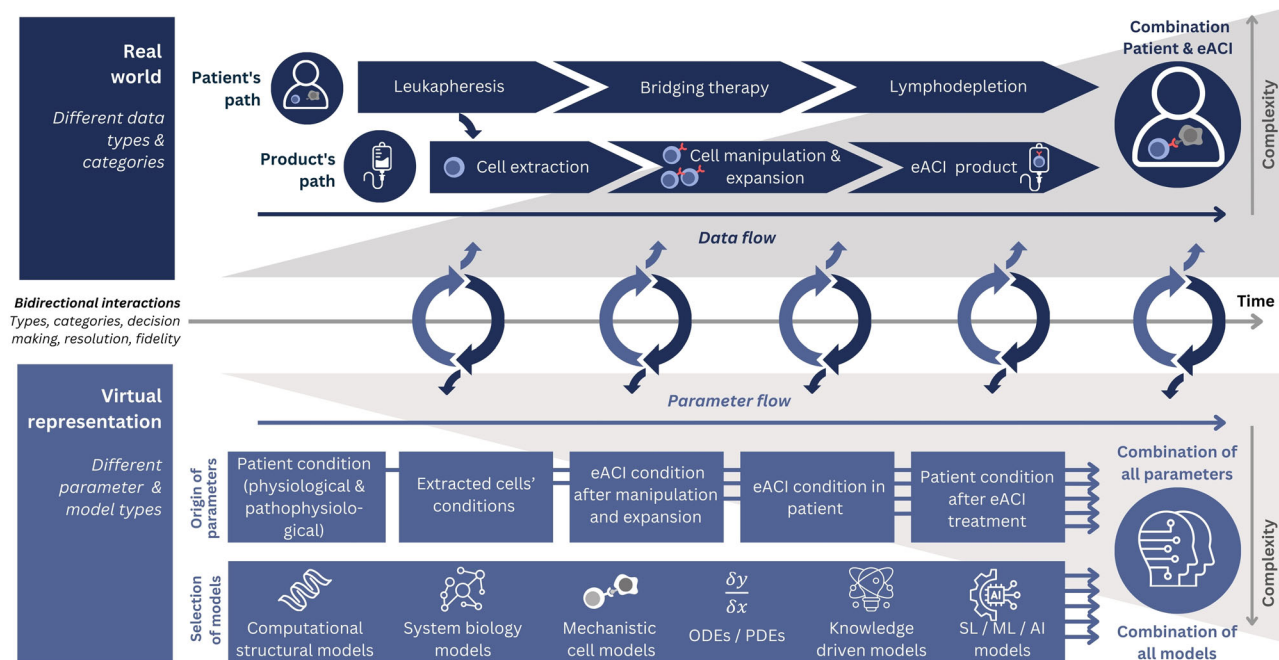 Real
world
Different data
types &
categories
Patient's
path
Leukapheresis
Bridging therapy
Lymphodepletion
Combination
Patient & eACI
Complexity
Product's
path
Cell extraction
Cell manipulation &
expansion
eACI product
Data flow
Bidirectional interactions
Types, categories, decision
making, resolution, fidelity
Time
Virtual
representation
Different
parameter &
model types
Parameter flow
Origin of
parameters
Patient condition
(physiological &
pathophysiolo-
gical)
Extracted cells'
conditions
eACI condition
after manipulation
and expansion
eACI condition in
patient
Patient condition
after eACI
treatment
Combination of
all parameters
Complexity
Selection
of models
Computational
structural models
System biology
models
Mechanistic
cell models
δy
δx
ODEs / PDEs
Knowledge
driven models
AI
SL / ML / AI
models
Combination of
all models